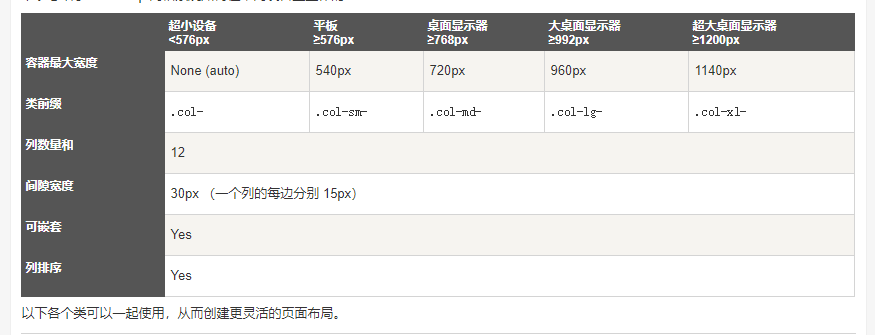 超小设备 平板 桌面显示器 大桌面显示器 超大桌面显示器
<576px ≥576px ≥768px ≥992px ≥1200px
容器最大宽度 None (auto) 540px 720px 960px 1140px
类前缀 .col- .col-sm- .col-md- .col-lg- .col-xl-
列数量和 12
间隙宽度 30px （一个列的每边分别 15px）
可嵌套 Yes
列排序 Yes
以下各个类可以一起使用，从而创建更灵活的页面布局。